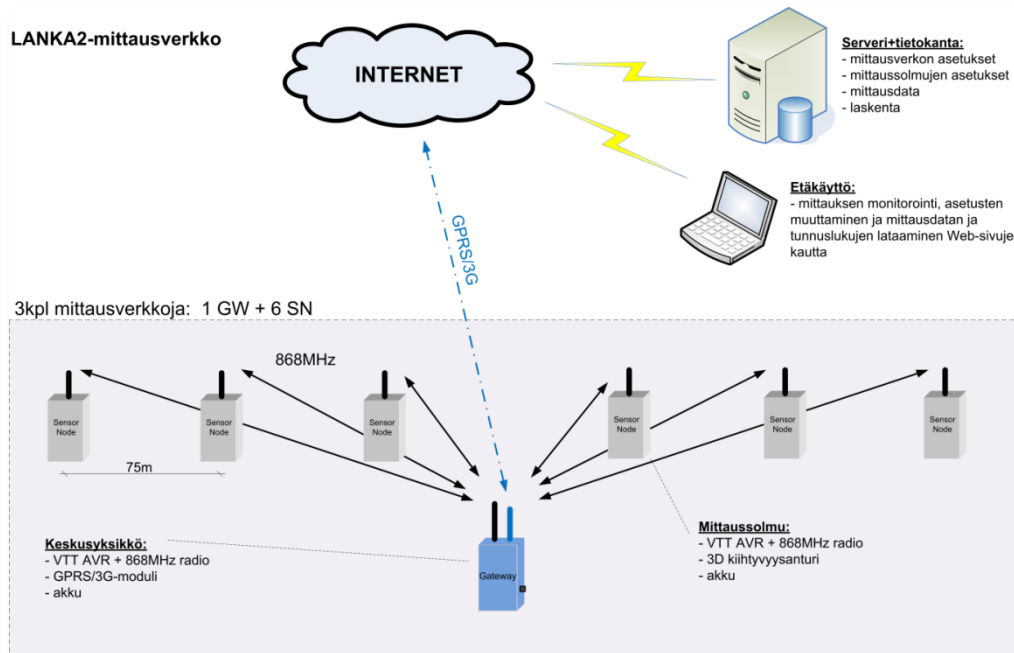 LANKA2-mittausverkko
INTERNET
Serveri+tietokanta:
- mittausverkon asetukset
- mittaussolmujen asetukset
- mittausdata
- laskenta
Etäkäyttö:
- mittauksen monitorointi, asetusten
muuttaminen ja mittausdatan ja
tunnuslukujen lataaminen Web-sivuje
kautta
GPRS/3G
3kpl mittausverkkoja: 1 GW + 6 SN
868MHz
Sensor
Node
Sensor
Node
Sensor
Node
Sensor
Node
Sensor
Node
Sensor
Node
75m
Keskusyksikkö:
- VTT AVR + 868MHz radio
- GPRS/3G-moduli
- akku
Gateway
Mittaussolmu:
- VTT AVR + 868MHz radio
- 3D kiihtyvyysanturi
- akku